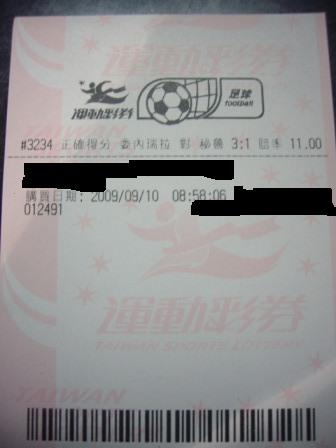 運動彩券
足球
football
#3234 正確得分 委內瑞拉 對 秘魯 3:1 賠率 11.00
購買日期: 2009/09/10 08:58:06
012491
運動彩券
TAIWAN SPORTS LOTTERY
TAIWAN